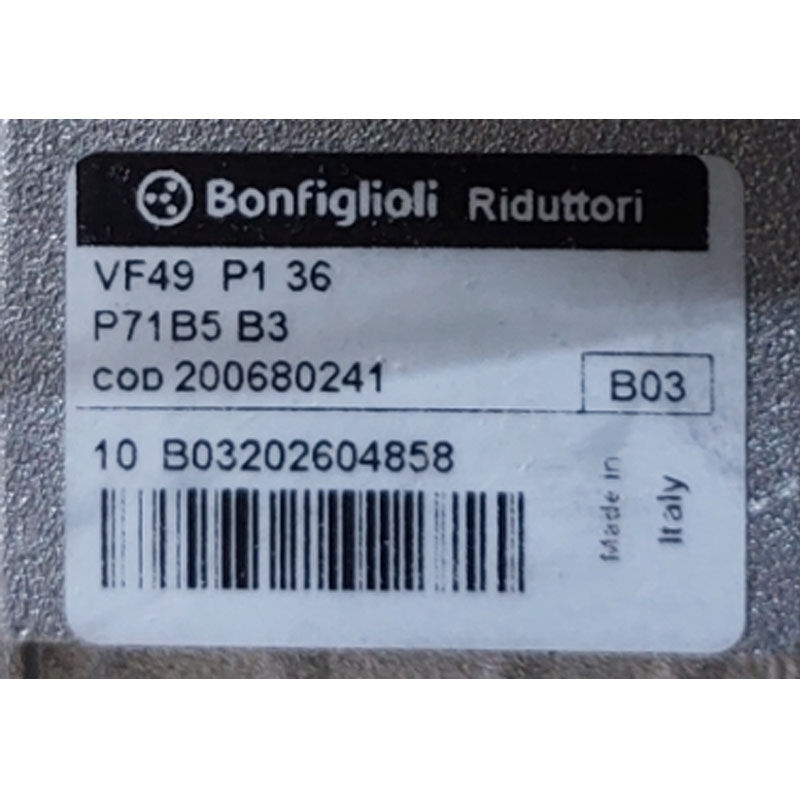 Bonfiglioli Riduttori
VF49 P1 36
P71B5 B3
COD 200680241
B03
10 B03202604858
Made in
Italy